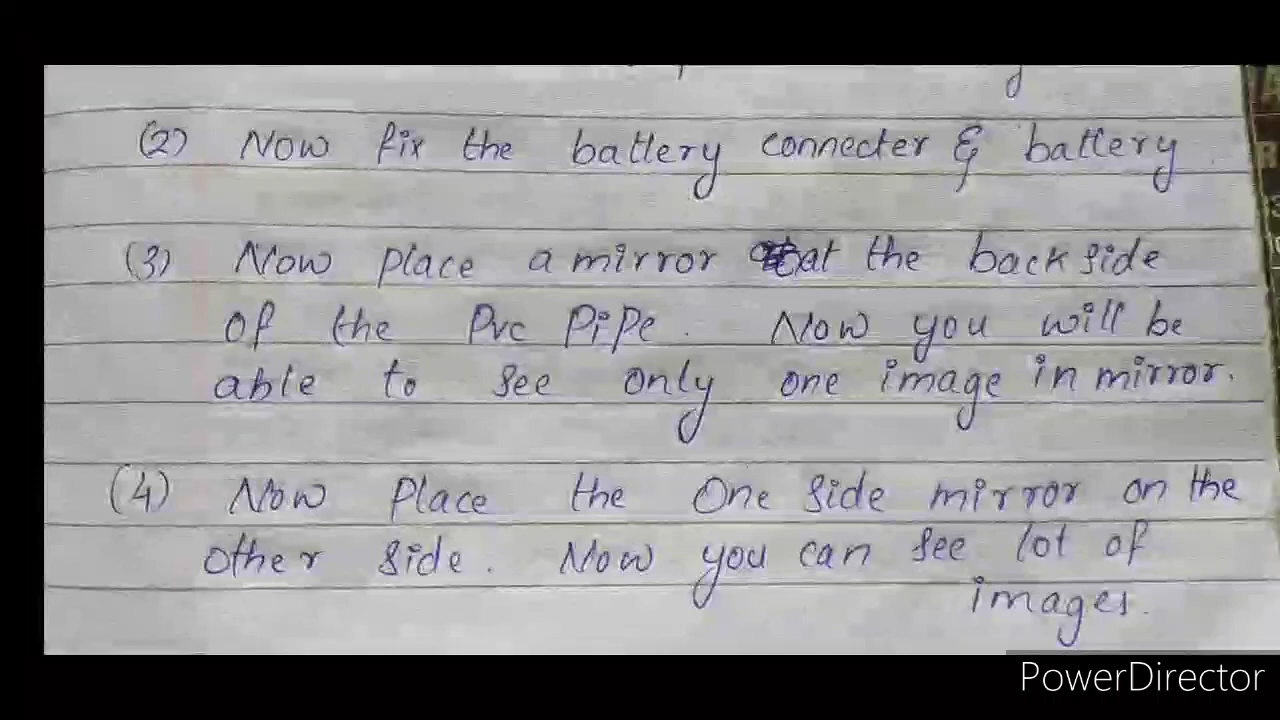 (2) Now fix the battery connecter & battery
(3) Now place a mirror at the back side
of the Pvc PiPe. Now you will be
able to see only one image in mirror.
(4) Now Place the One side mirror on the
other side. Now you can see lot of
images.
PowerDirector